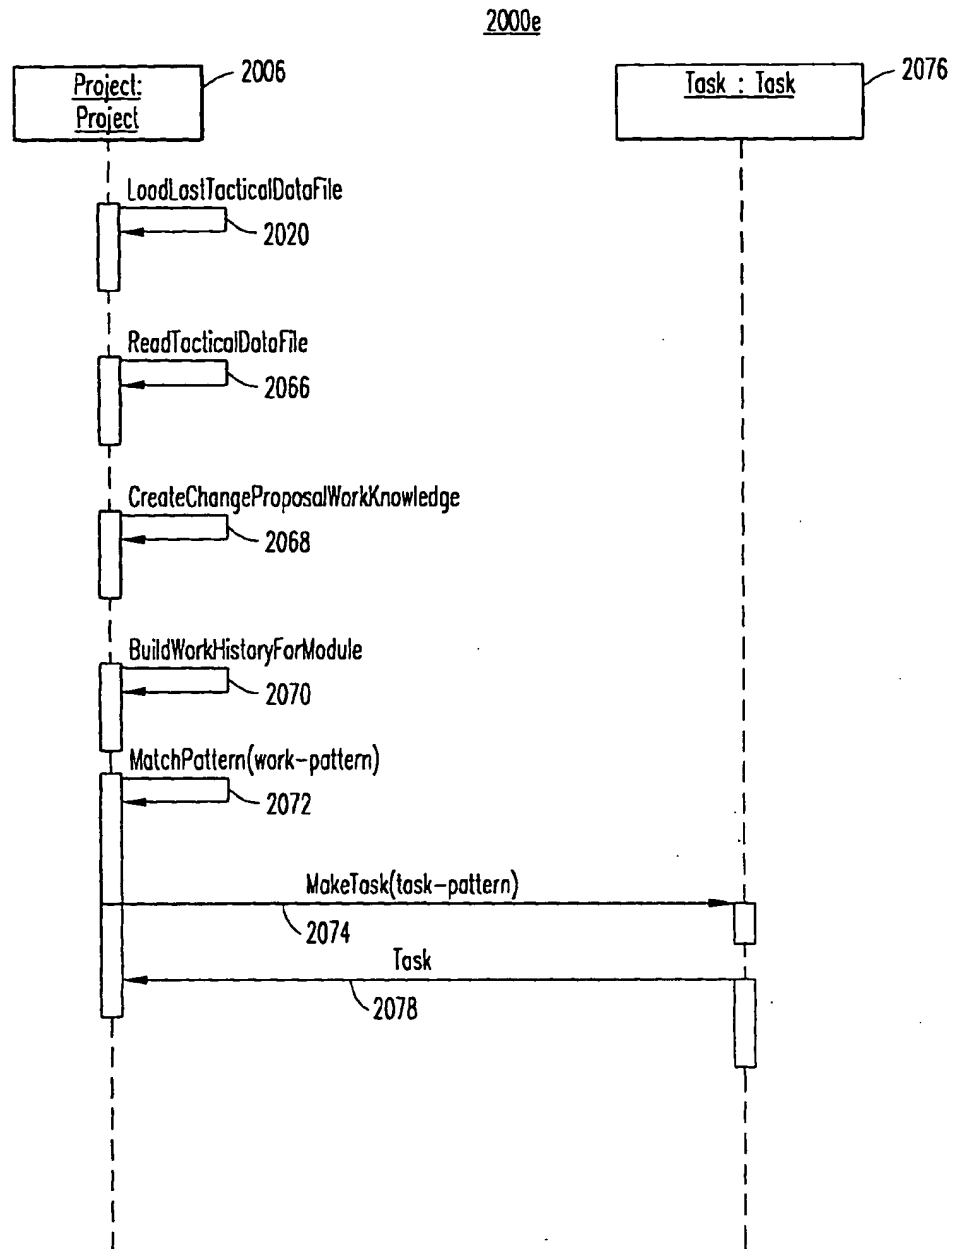 2000e
Project:
Project
2006
Task : Task
2076
LoadLastTacticalDataFile
2020
ReadTacticalDataFile
2066
CreateChangeProposalWorkKnowledge
2068
BuildWorkHistoryForModule
2070
MatchPattern(work-pattern)
2072
MakeTask(task-pattern)
2074
Task
2078